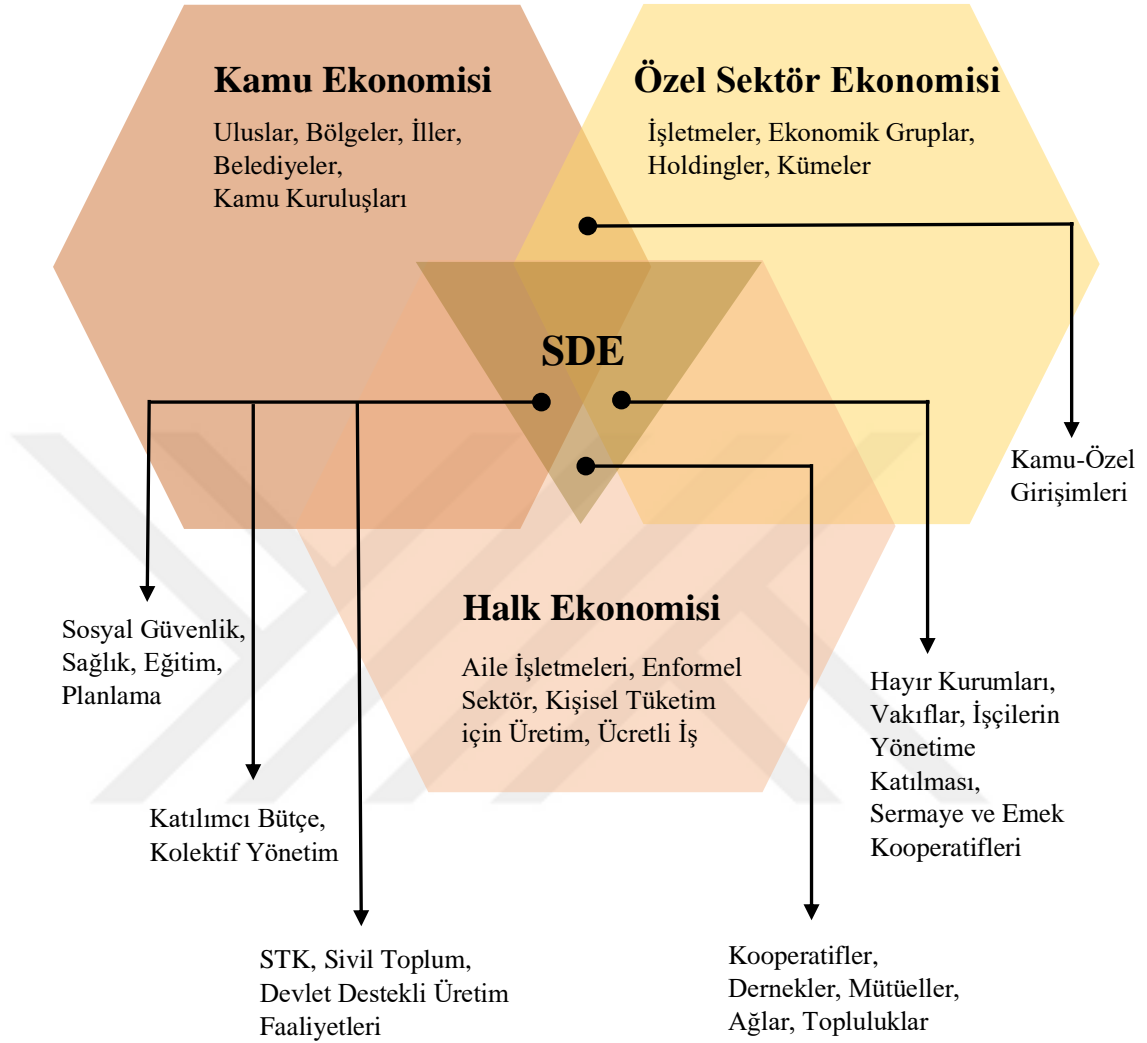 Kamu Ekonomisi
Uluslar, Bölgeler, İller,
Belediyeler,
Kamu Kuruluşları
Özel Sektör Ekonomisi
İşletmeler, Ekonomik Gruplar,
Holdingler, Kümeler
SDE
Kamu-Özel
Girişimleri
Halk Ekonomisi
Aile İşletmeleri, Enformel
Sektör, Kişisel Tüketim
için Üretim, Ücretli İş
Sosyal Güvenlik,
Sağlık, Eğitim,
Planlama
Katılımcı Bütçe,
Kolektif Yönetim
STK, Sivil Toplum,
Devlet Destekli Üretim
Faaliyetleri
Hayır Kurumları,
Vakıflar, İşçilerin
Yönetime
Katılması,
Sermaye ve Emek
Kooperatifleri
Kooperatifler,
Dernekler, Mütüeller,
Ağlar, Topluluklar